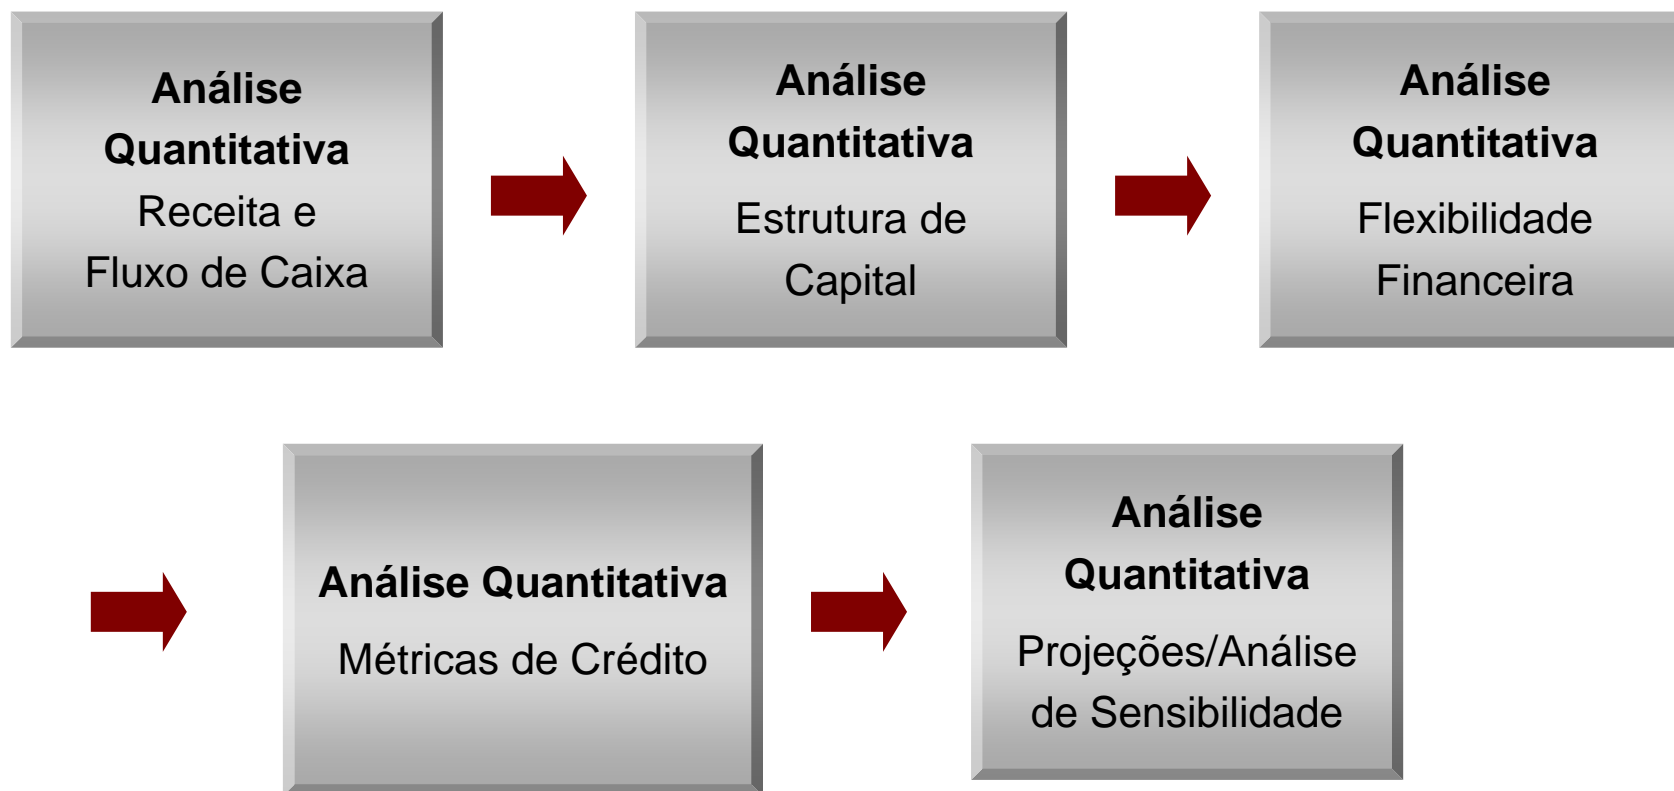 Análise
Quantitativa
Receita e
Fluxo de Caixa
Análise
Quantitativa
Estrutura de
Capital
Análise
Quantitativa
Flexibilidade
Financeira
Análise Quantitativa
Métricas de Crédito
Análise
Quantitativa
Projeções/Análise
de Sensibilidade